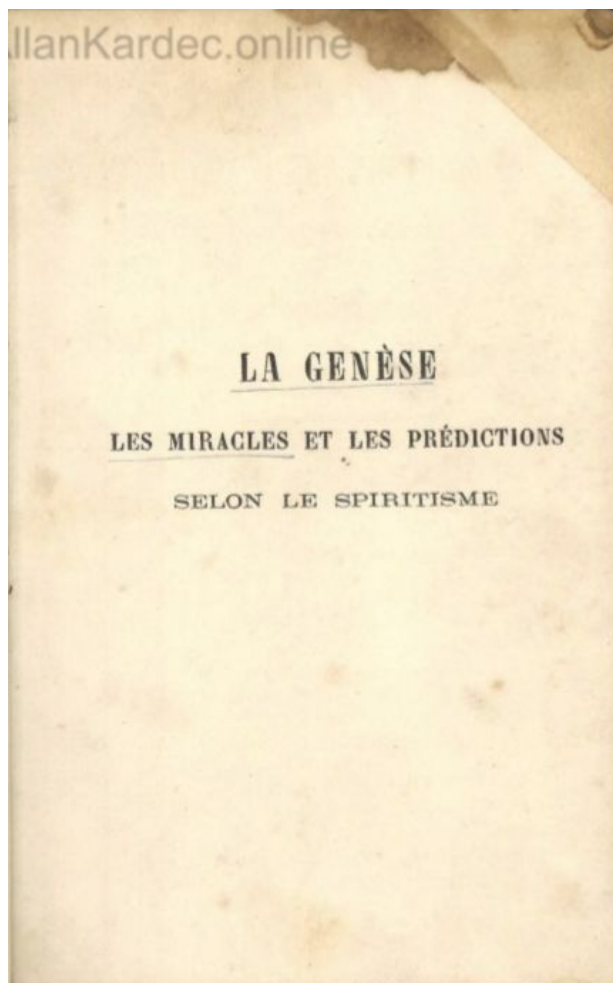 llanKardec.online
LA GENÈSE
LES MIRACLES ET LES PRÉDICTIONS
SELON LE SPIRITISME